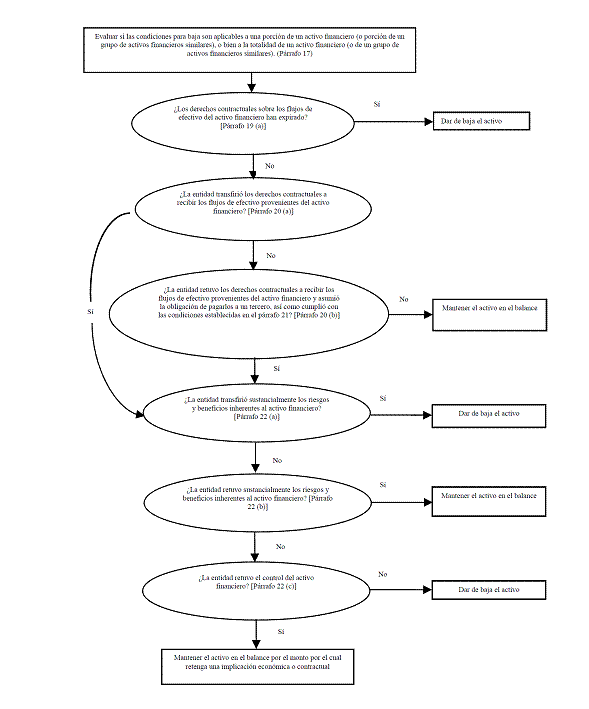 Evaluar si las condiciones para baja son aplicables a una porción de un activo financiero (o porción de un
grupo de activos financieros similares), o bien a la totalidad de un activo financiero (o de un grupo de
activos financieros similares). (Párrafo 17)
¿Los derechos contractuales sobre los flujos de
efectivo del activo financiero han expirado?
[Párrafo 19 (a)]
Sí
Dar de baja el activo
No
¿La entidad transfirió los derechos contractuales a
recibir los flujos de efectivo provenientes del activo
financiero? [Párrafo 20 (a)]
No
Sí
¿La entidad retuvo los derechos contractuales a recibir los
flujos de efectivo provenientes del activo financiero y asumió
la obligación de pagarlos a un tercero, así como cumplió con
las condiciones establecidas en el párrafo 21? [Párrafo 20 (b)]
No
Mantener el activo en el balance
Sí
¿La entidad transfirió sustancialmente los riesgos
y beneficios inherentes al activo financiero?
[Párrafo 22 (a)]
Sí
Dar de baja el activo
No
¿La entidad retuvo sustancialmente los riesgos y
beneficios inherentes al activo financiero? [Párrafo
22 (b)]
Sí
Mantener el activo en el balance
No
¿La entidad retuvo el control del activo
financiero? [Párrafo 22 (c)]
No
Dar de baja el activo
Sí
Mantener el activo en el balance por el monto por el cual
retenga una implicación económica o contractual